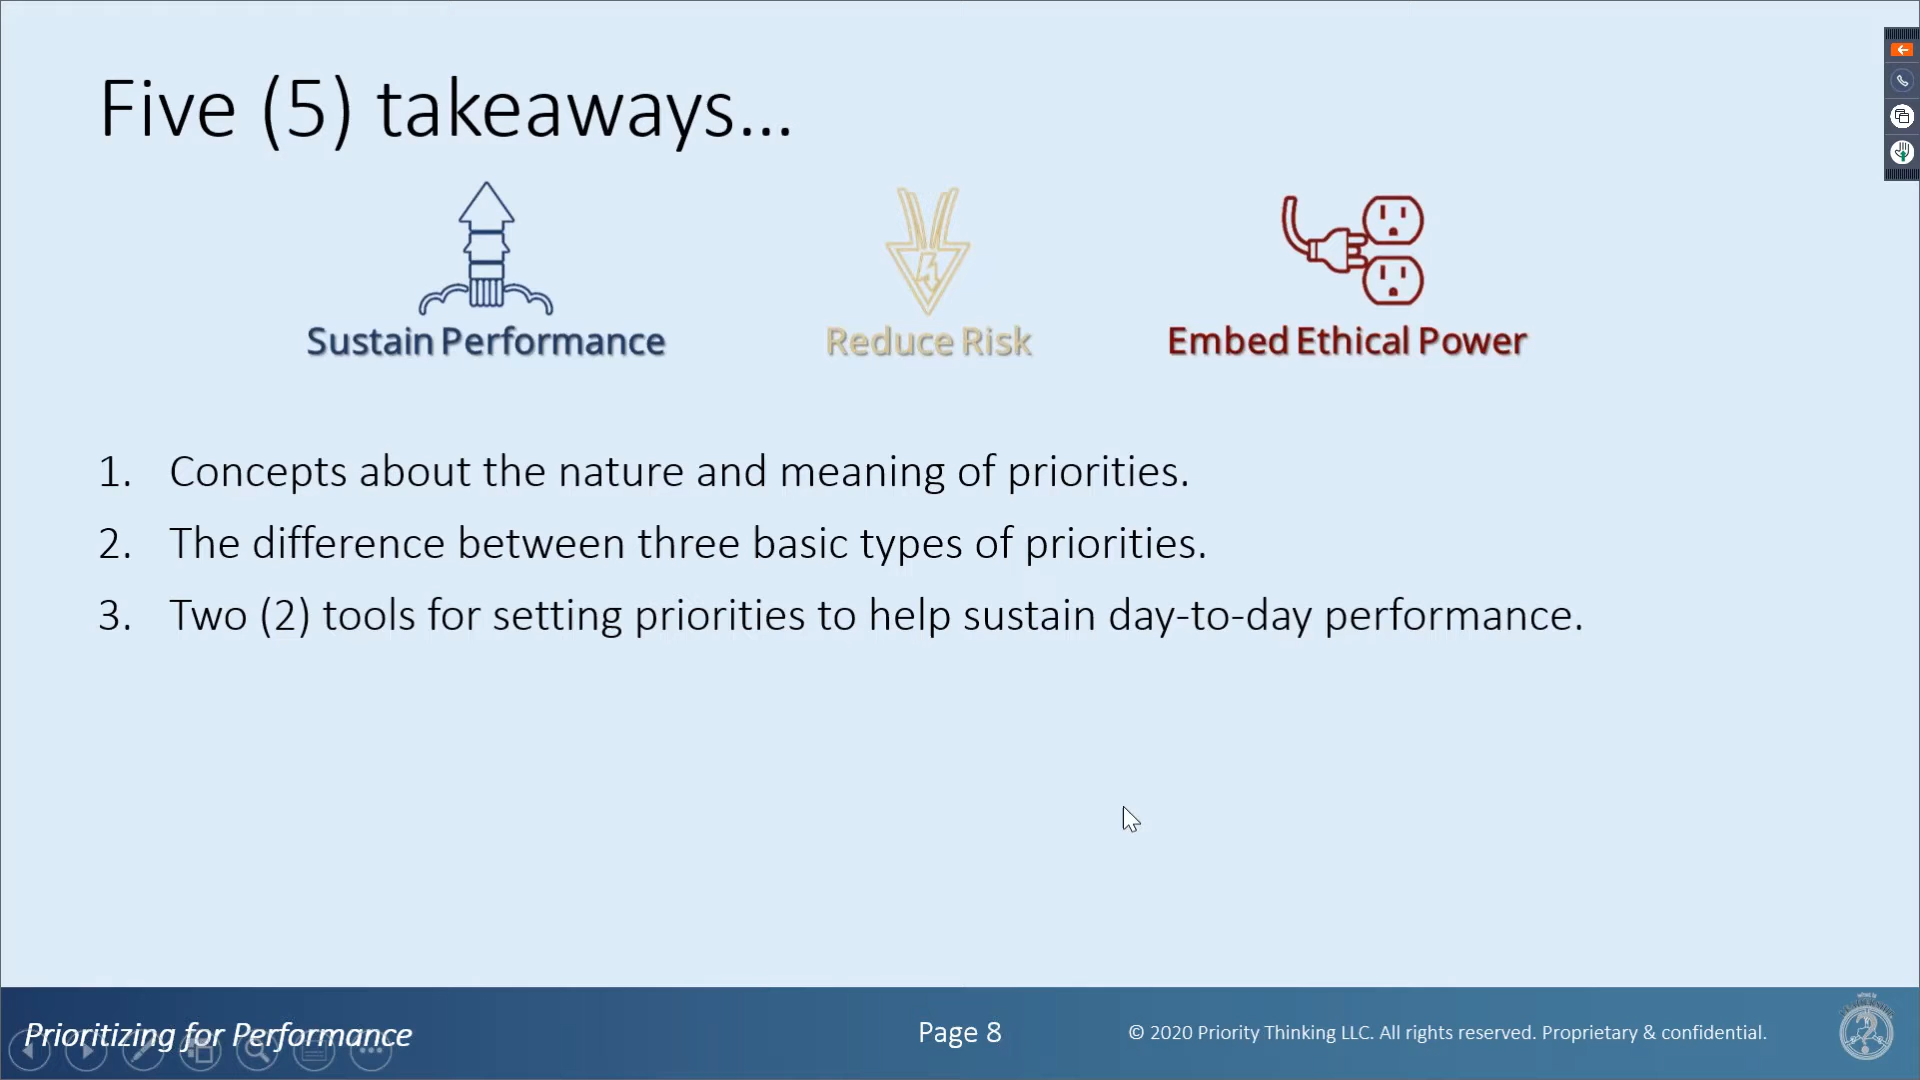 Five (5) takeaways...
Sustain Performance
Reduce Risk
Embed Ethical Power
1. Concepts about the nature and meaning of priorities.
2. The difference between three basic types of priorities.
3. Two (2) tools for setting priorities to help sustain day-to-day performance.
Prioritizing for Performance
Page 8
© 2020 Priority Thinking LLC. All rights reserved. Proprietary & confidential.